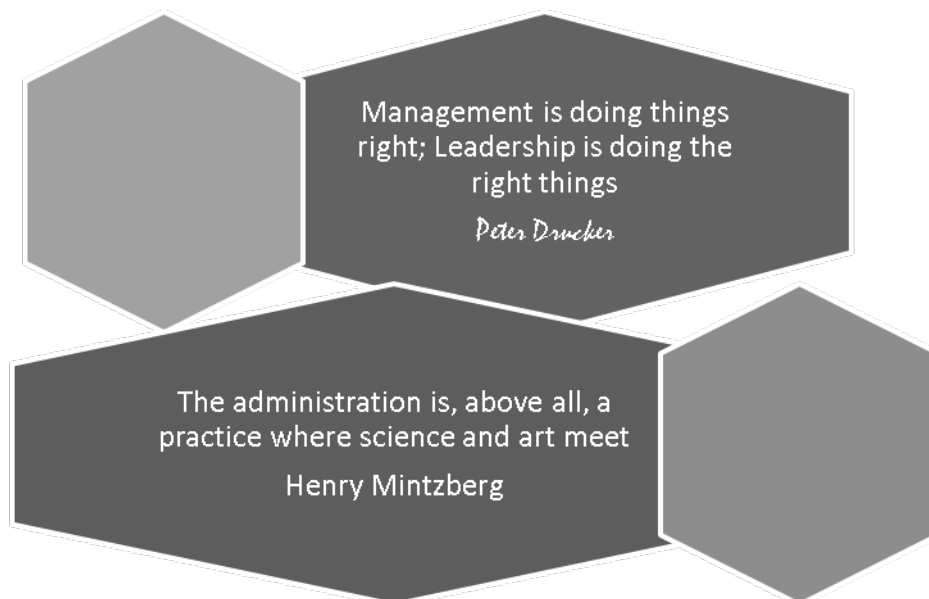 Management is doing things
right; Leadership is doing the
right things
Peter Drucker
The administration is, above all, a
practice where science and art meet
Henry Mintzberg